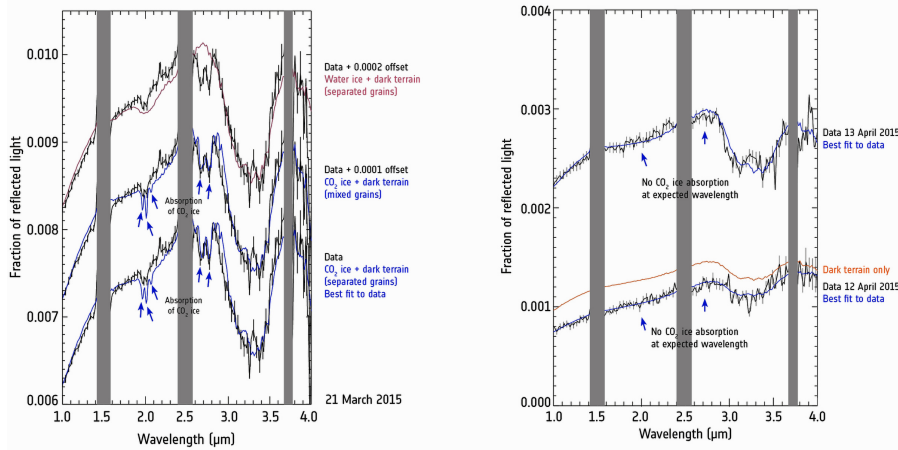 0.010
0.009
0.008
0.007
0.006
Fraction of reflected light
1.0
1.5
2.0
2.5
3.0
3.5
4.0
Wavelength (µm)
21 March 2015
Absorption
of CO₂ ice
Absorption
of CO₂ ice
Data + 0.0002 offset
Water ice + dark terrain
(separated grains)
Data + 0.0001 offset
CO₂ ice + dark terrain
(mixed grains)
Data
CO₂ ice + dark terrain
(separated grains)
Best fit to data
0.004
0.003
0.002
0.001
0.000
Fraction of reflected light
1.0
1.5
2.0
2.5
3.0
3.5
4.0
Wavelength (µm)
No CO₂ ice absorption
at expected wavelength
No CO₂ ice absorption
at expected wavelength
Data 13 April 2015
Best fit to data
Dark terrain only
Data 12 April 2015
Best fit to data